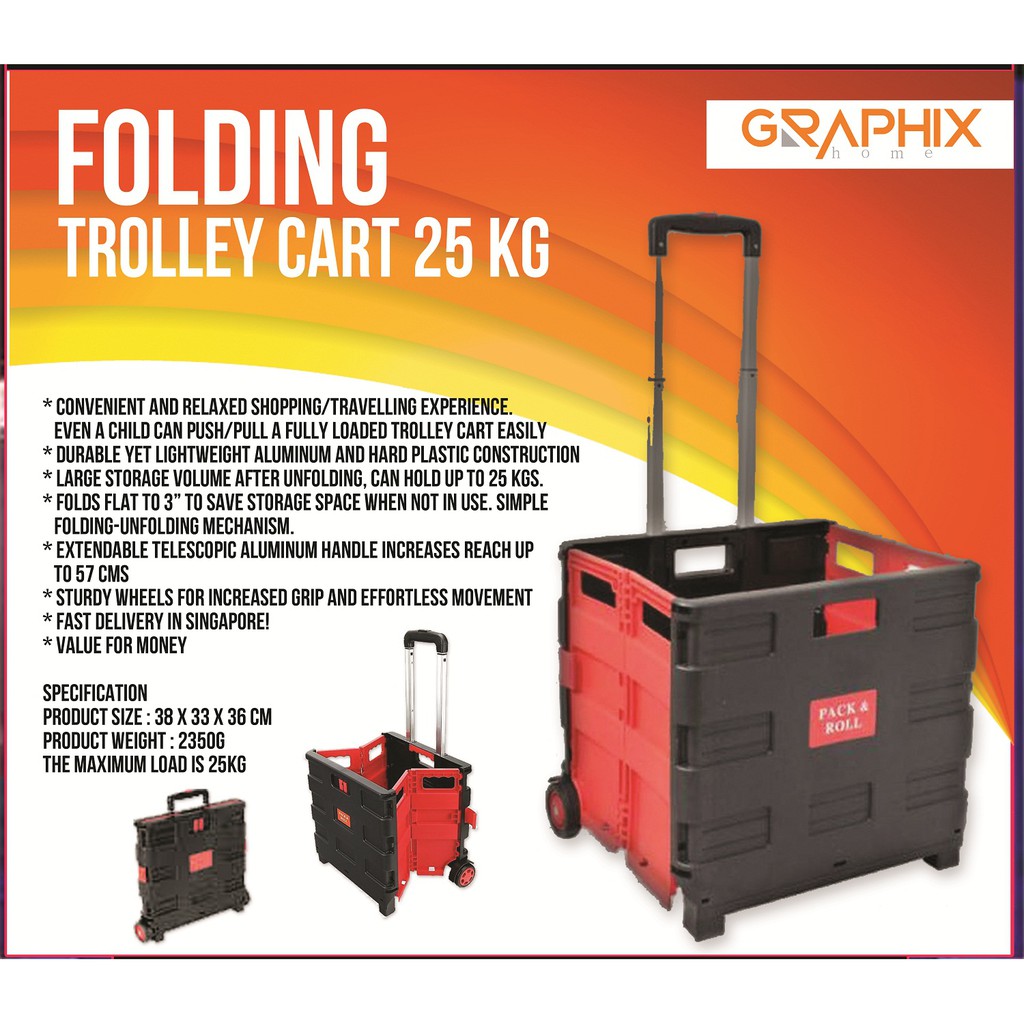 FOLDING
TROLLEY CART 25 KG
GRAPHIX
home
* CONVENIENT AND RELAXED SHOPPING/TRAVELLING EXPERIENCE.
EVEN A CHILD CAN PUSH/PULL A FULLY LOADED TROLLEY CART EASILY
* DURABLE YET LIGHTWEIGHT ALUMINUM AND HARD PLASTIC CONSTRUCTION
* LARGE STORAGE VOLUME AFTER UNFOLDING, CAN HOLD UP TO 25 KGS.
* FOLDS FLAT TO 3” TO SAVE STORAGE SPACE WHEN NOT IN USE. SIMPLE
FOLDING-UNFOLDING MECHANISM.
* EXTENDABLE TELESCOPIC ALUMINUM HANDLE INCREASES REACH UP
TO 57 CMS
* STURDY WHEELS FOR INCREASED GRIP AND EFFORTLESS MOVEMENT
* FAST DELIVERY IN SINGAPORE!
* VALUE FOR MONEY
SPECIFICATION
PRODUCT SIZE : 38 X 33 X 36 CM
PRODUCT WEIGHT : 2350G
THE MAXIMUM LOAD IS 25KG
PACK &
ROLL
PACK &
ROLL